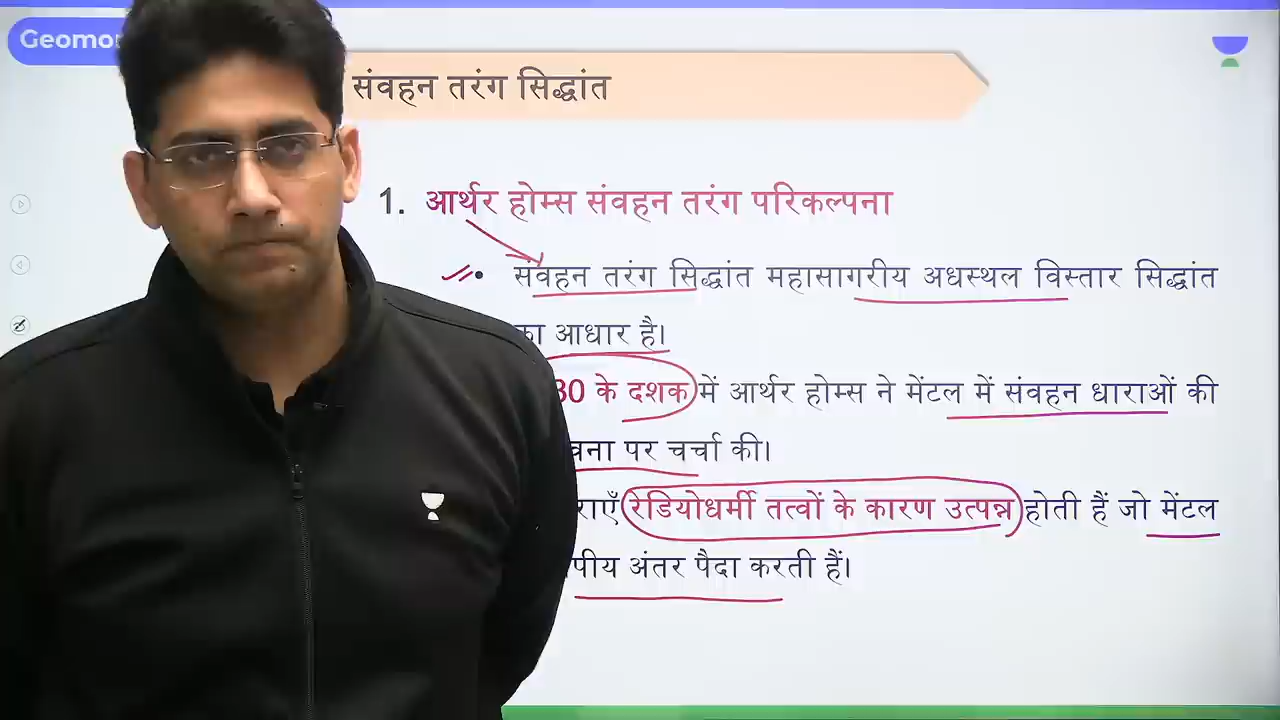 Geomor
संवहन तरंग सिद्धांत
1. आर्थर होम्स संवहन तरंग परिकल्पना
• संवहन तरंग सिद्धांत महासागरीय अधस्थल विस्तार सिद्धांत
का आधार है।
30 के दशक में आर्थर होम्स ने मेंटल में संवहन धाराओं की
पर चर्चा की।
रेडियोधर्मी तत्वों के कारण उत्पन्न होती हैं जो मेंटल
अंतर पैदा करती हैं।